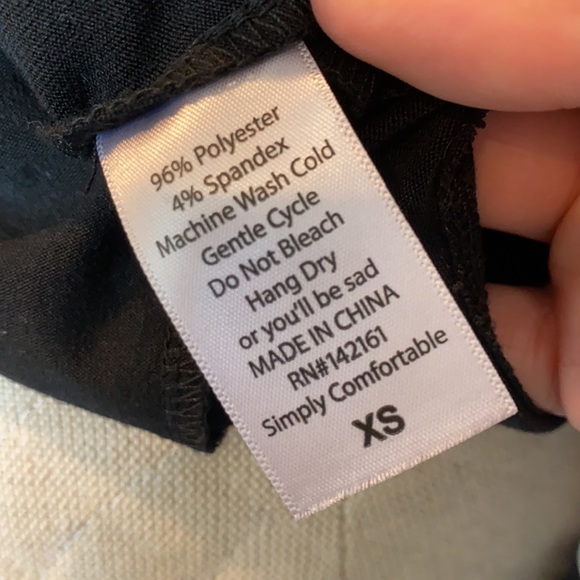 96% Polyester
4% Spandex
Machine Wash Cold
Gentle Cycle
Do Not Bleach
Hang Dry
or you'll be sad
MADE IN CHINA
RN#142161
Simply Comfortable
XS